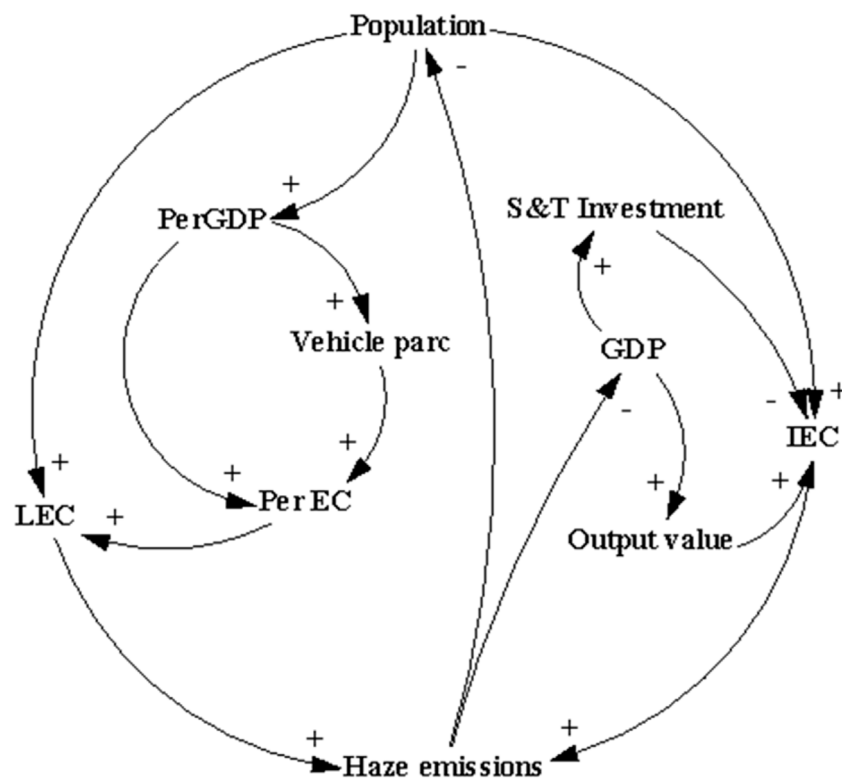 Population
-
+
PerGDP
S&T Investment
+
+
Vehicle parc
GDP
-
-
+
IEC
+
+
+
PerEC
+
+
LEC
+
Output value
+
+
Haze emissions